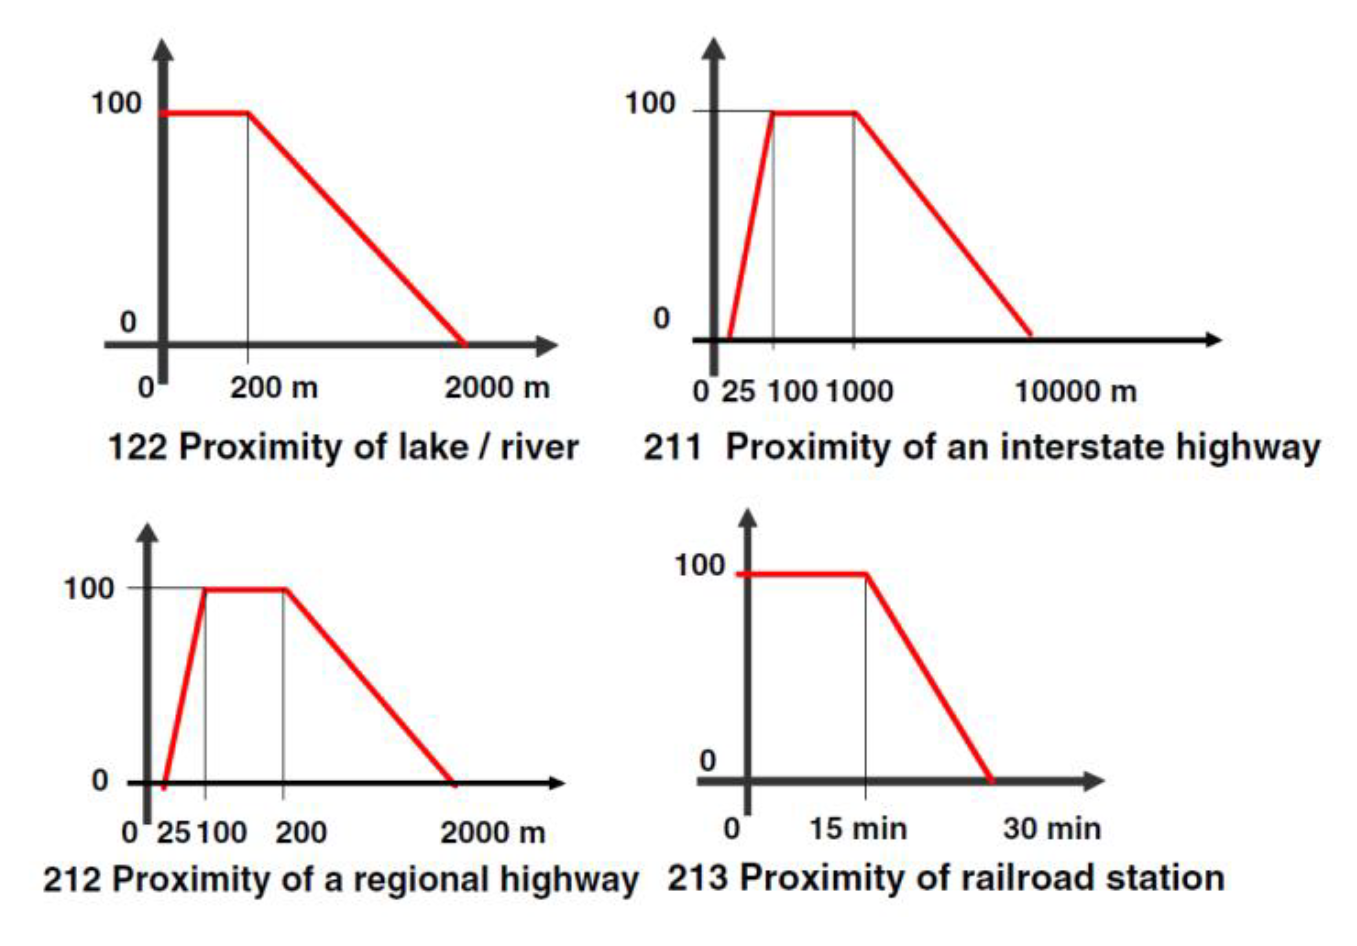 100
0
0 200 m 2000 m
122 Proximity of lake / river
100
0
0 25 100 1000 10000 m
211 Proximity of an interstate highway
100
0
0 25 100 200 2000 m
212 Proximity of a regional highway
100
0
0 15 min 30 min
213 Proximity of railroad station